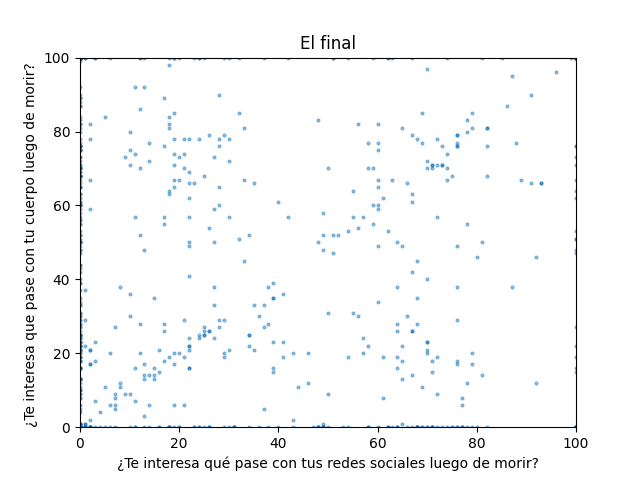 El final
¿Te interesa que pase con tu cuerpo luego de morir?
100
80
60
40
20
0
0 20 40 60 80 100
¿Te interesa qué pase con tus redes sociales luego de morir?